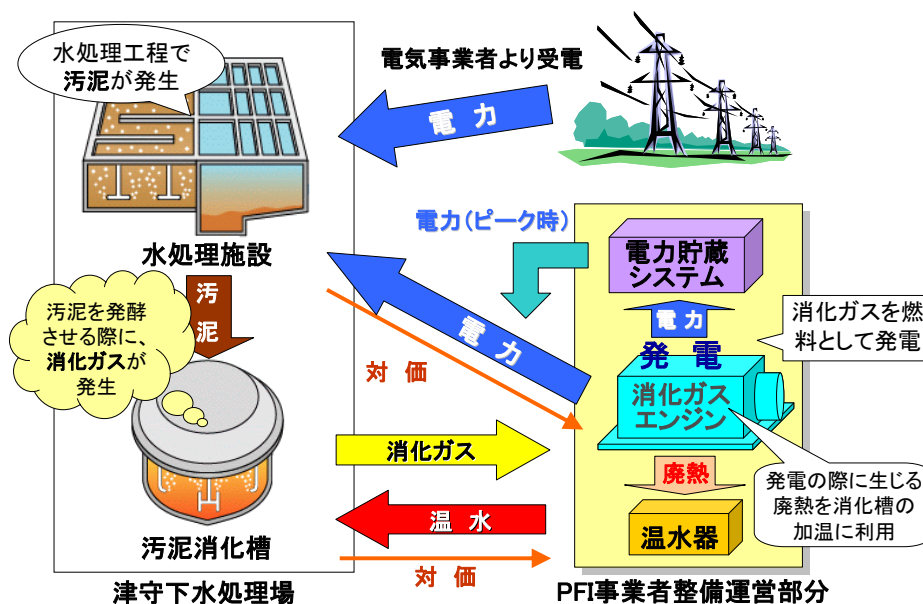 水処理工程で
汚泥が発生
電気事業者より受電
電 力
水処理施設
電力(ピーク時)
電力貯蔵
システム
汚
泥
汚泥を発酵
させる際に、
消化ガスが
発生
電 力
電 力
消化ガスを燃
料として発電
発 電
対 価
消化ガス
エンジン
消化ガス
廃熱
発電の際に生じる
廃熱を消化槽の
加温に利用
温 水
温水器
汚泥消化槽
対 価
津守下水処理場
PFI事業者整備運営部分